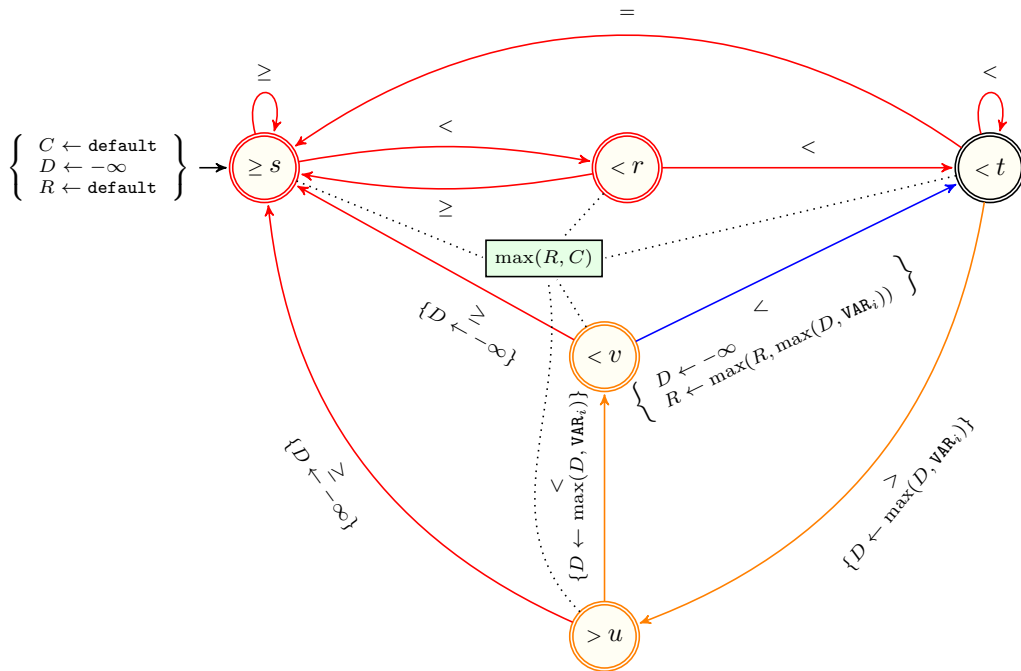 =
≥
<
{ C ← default
D ← −∞
R ← default }
≥ s
<
< r
<
< t
≥
max(R, C)
≥
{D ← −∞}
<
{ D ← −∞
R ← max(R, max(D, VAR_i)) }
< v
≥
{D ← −∞}
<
{D ← max(D, VAR_i)}
>
{D ← max(D, VAR_i)}
> u